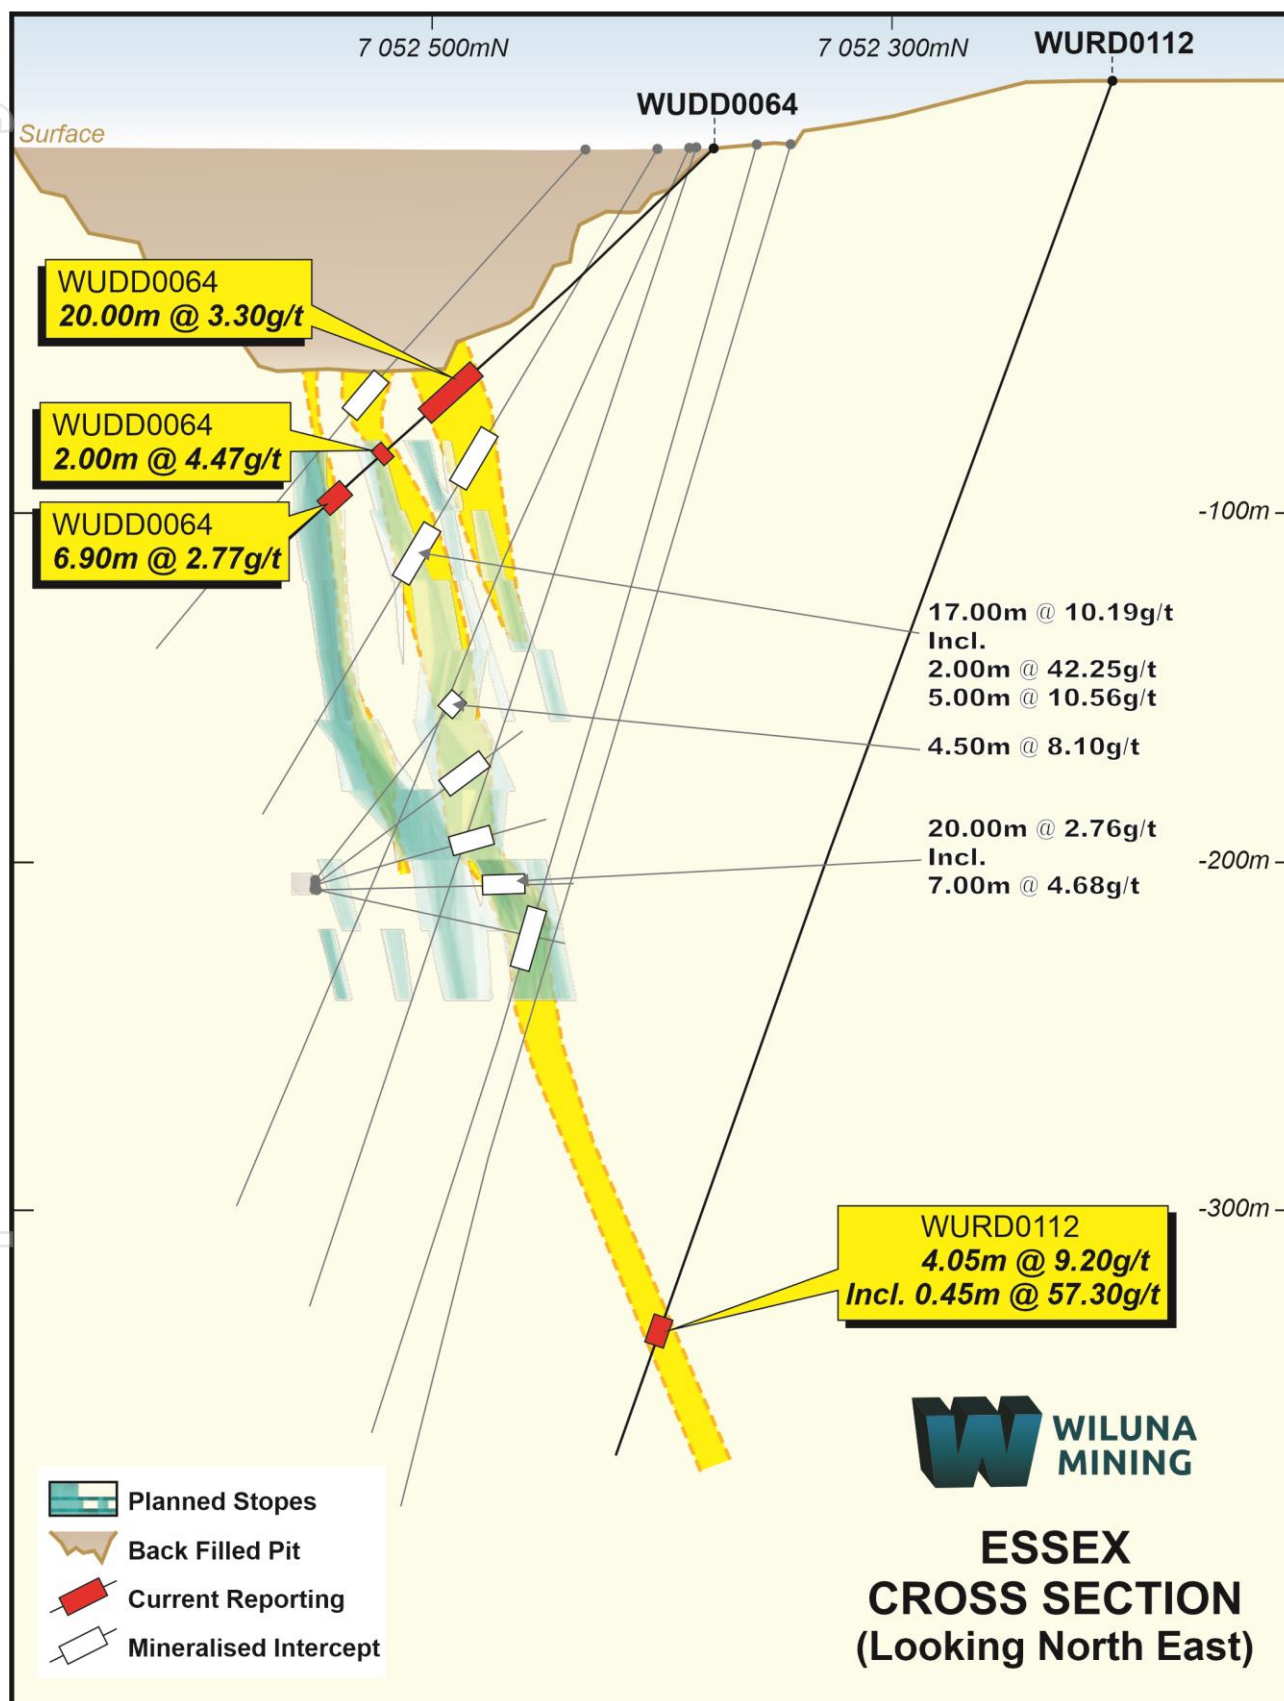 7 052 500mN
7 052 300mN
WURD0112
WUDD0064
Surface
WUDD0064
20.00m @ 3.30g/t
WUDD0064
2.00m @ 4.47g/t
WUDD0064
6.90m @ 2.77g/t
-100m
17.00m @ 10.19g/t
Incl.
2.00m @ 42.25g/t
5.00m @ 10.56g/t
4.50m @ 8.10g/t
20.00m @ 2.76g/t
Incl.
7.00m @ 4.68g/t
-200m
-300m
WURD0112
4.05m @ 9.20g/t
Incl. 0.45m @ 57.30g/t
WILUNA
MINING
Planned Stopes
Back Filled Pit
Current Reporting
Mineralised Intercept
ESSEX
CROSS SECTION
(Looking North East)